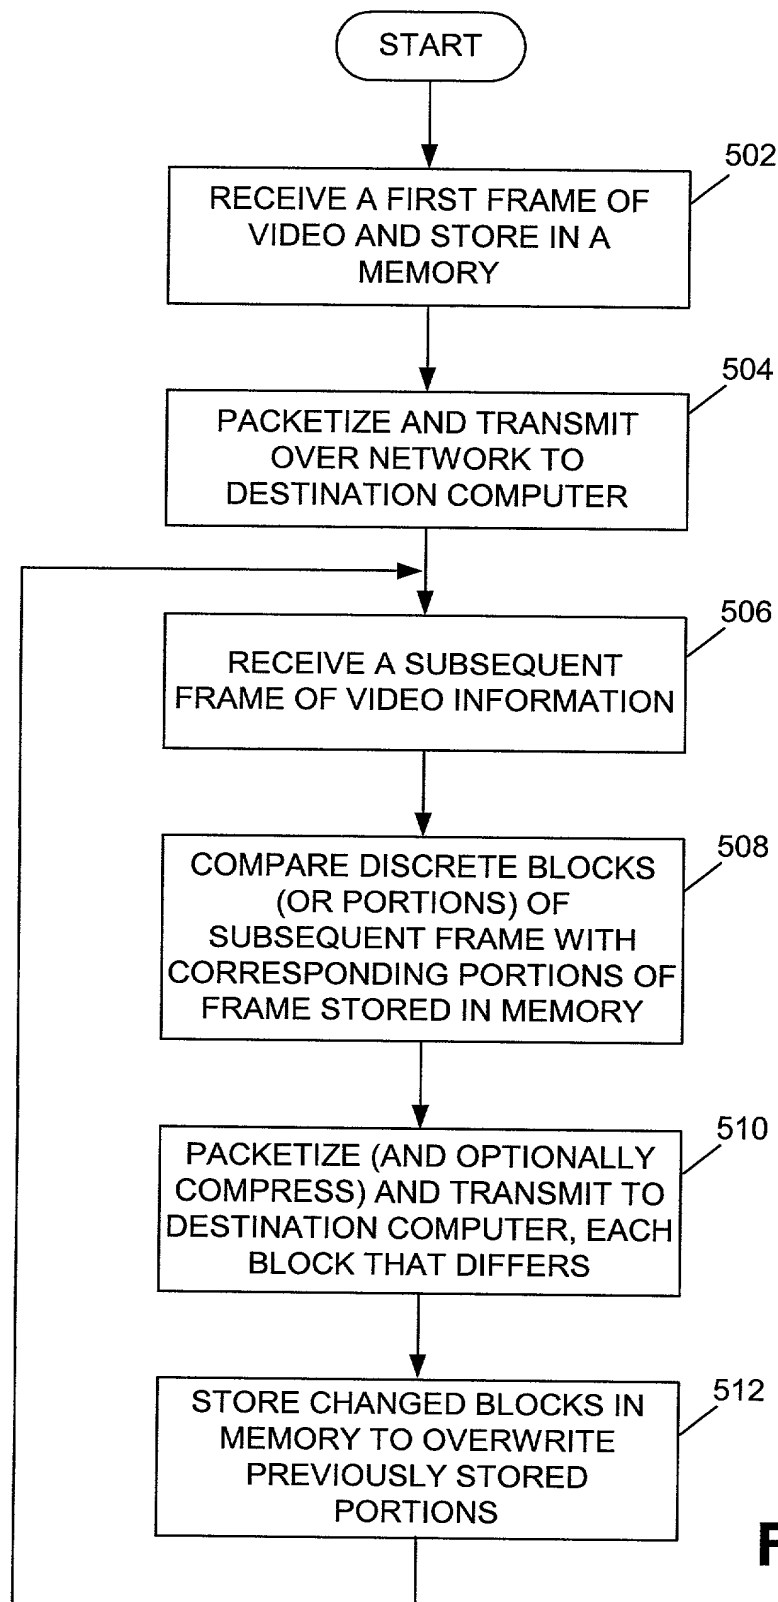 START
502
RECEIVE A FIRST FRAME OF
VIDEO AND STORE IN A
MEMORY
504
PACKETIZE AND TRANSMIT
OVER NETWORK TO
DESTINATION COMPUTER
506
RECEIVE A SUBSEQUENT
FRAME OF VIDEO INFORMATION
508
COMPARE DISCRETE BLOCKS
(OR PORTIONS) OF
SUBSEQUENT FRAME WITH
CORRESPONDING PORTIONS OF
FRAME STORED IN MEMORY
510
PACKETIZE (AND OPTIONALLY
COMPRESS) AND TRANSMIT TO
DESTINATION COMPUTER, EACH
BLOCK THAT DIFFERS
512
STORE CHANGED BLOCKS IN
MEMORY TO OVERWRITE
PREVIOUSLY STORED
PORTIONS